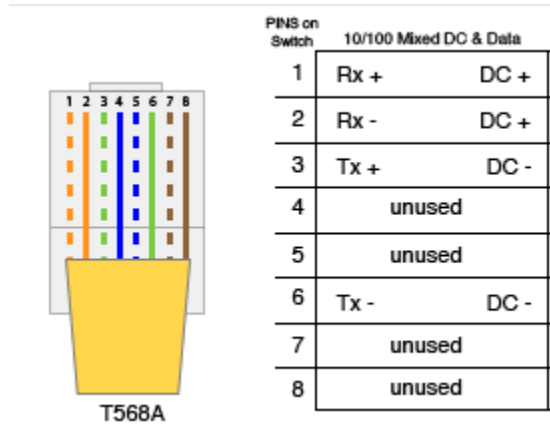 PINS on
Switch
10/100 Mixed DC & Data
1 2 3 4 5 6 7 8
1 Rx + DC +
2 Rx - DC +
3 Tx + DC -
4 unused
5 unused
6 Tx - DC -
7 unused
8 unused
T568A